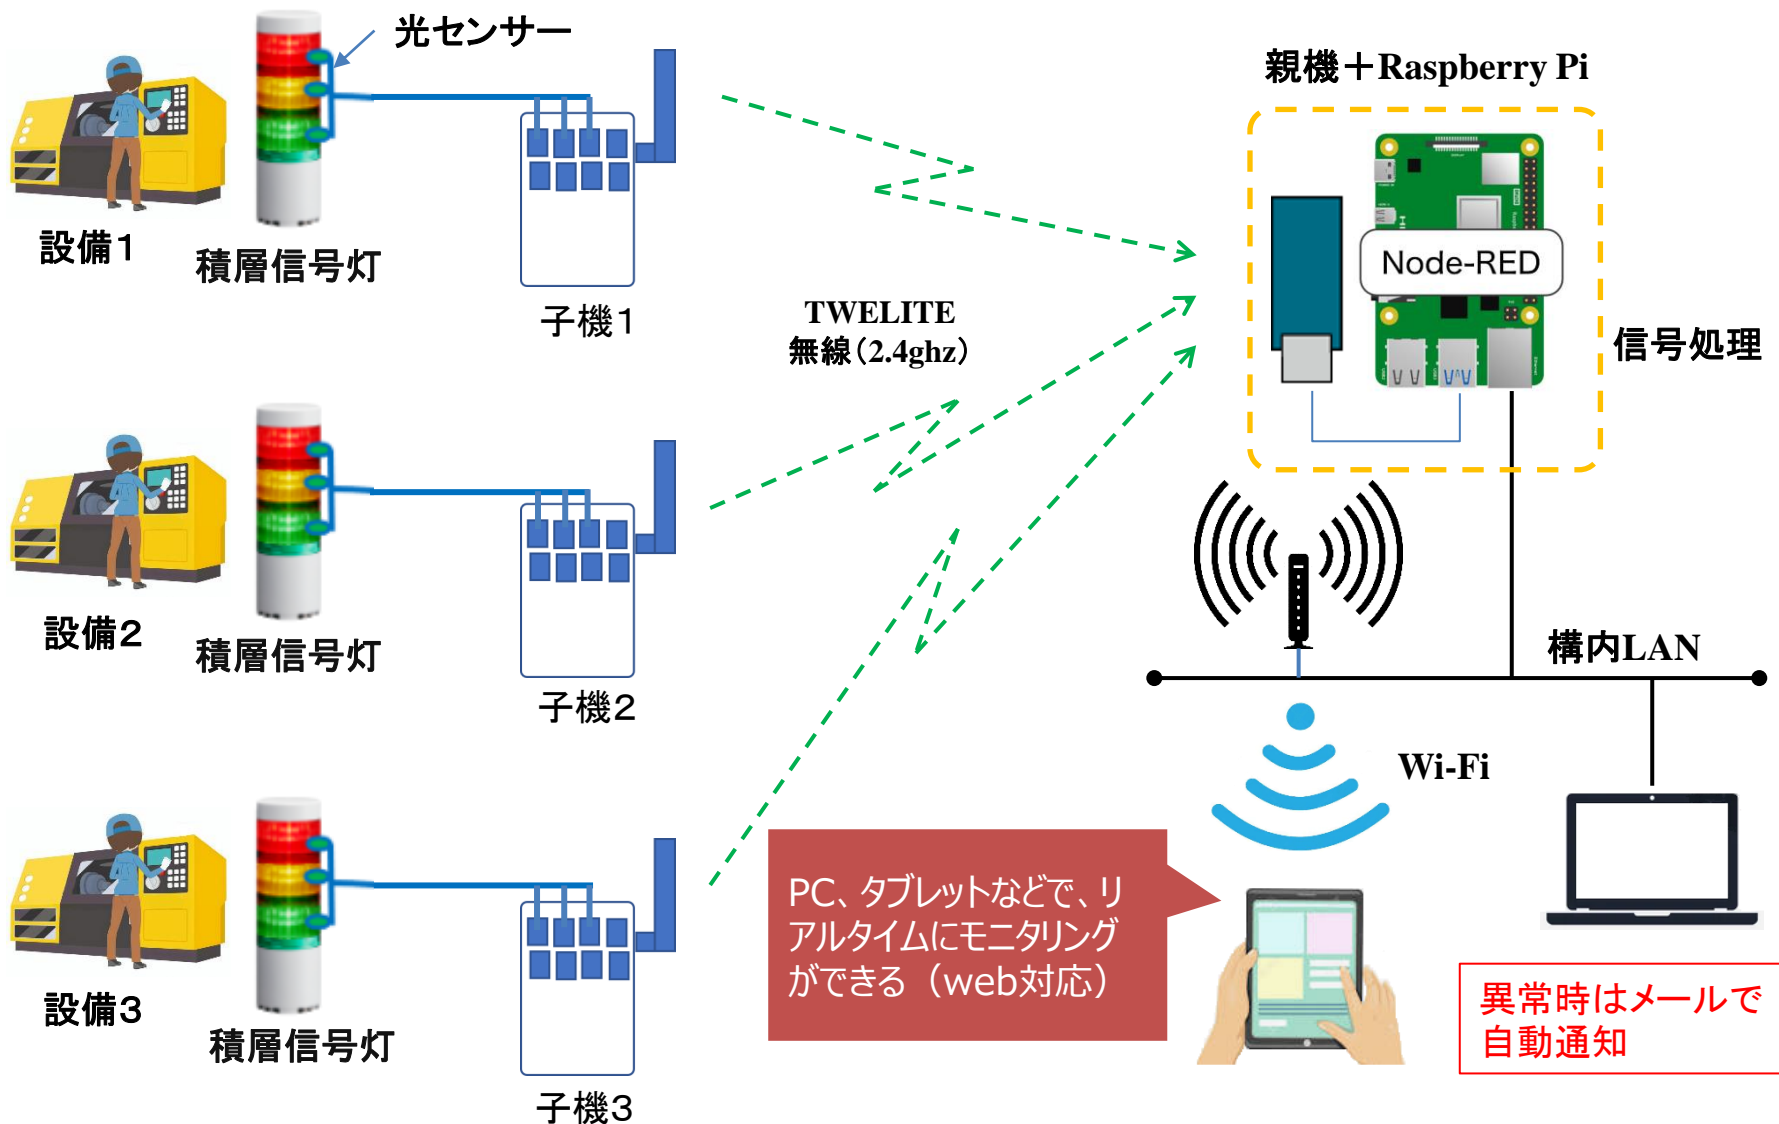 光センサー
親機＋Raspberry Pi
設備１
積層信号灯
子機１
Node-RED
TWELITE
無線（2.4ghz）
信号処理
設備２
積層信号灯
子機２
構内LAN
Wi-Fi
PC、タブレットなどで、リ
アルタイムにモニタリング
ができる（web対応）
設備３
積層信号灯
子機３
異常時はメールで
自動通知